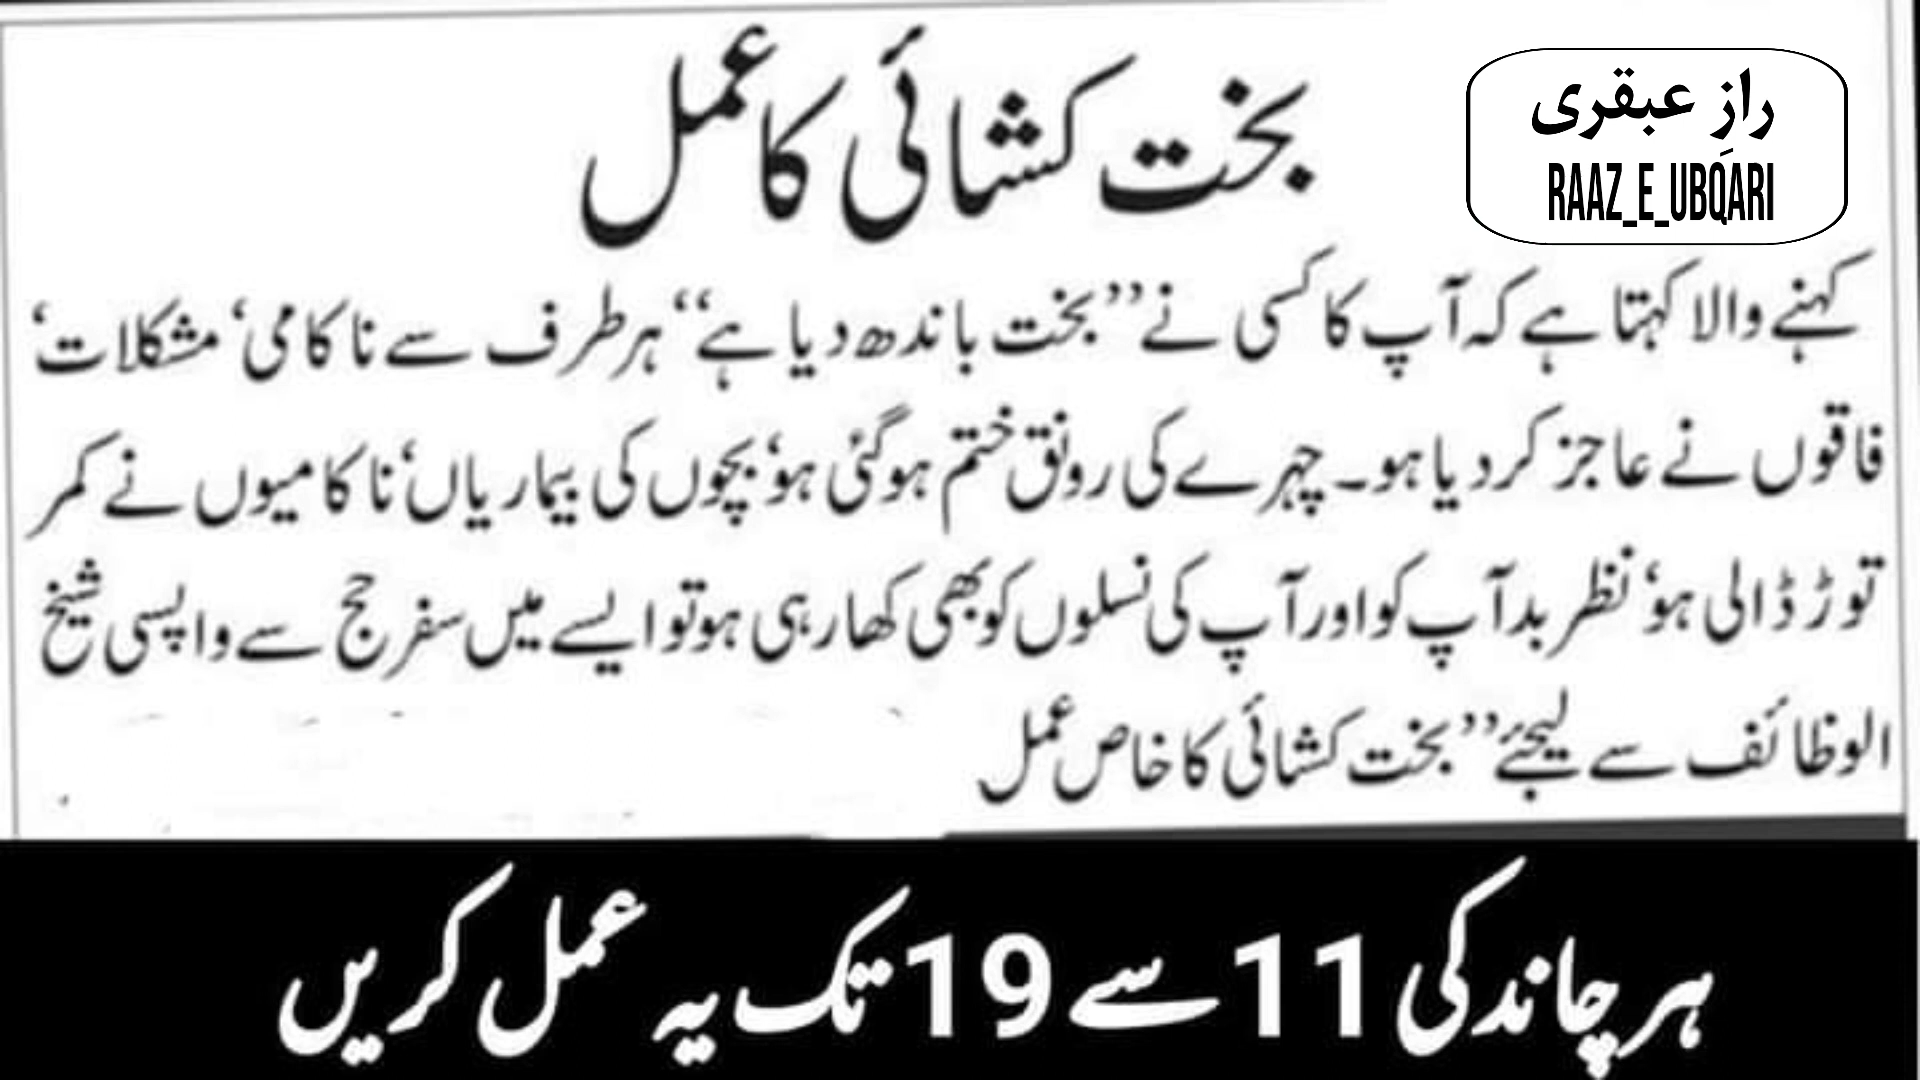 بخت کشائی کا عمل
رازِ عبقری
RAAZ_E_UBQARI
کہنے والا کہتا ہے کہ آپ کا کسی نے ’’بخت باندھ دیا ہے‘‘ ہر طرف سے ناکامی‘ مشکلات‘
فاقوں نے عاجز کر دیا ہو۔ چہرے کی رونق ختم ہوگئی ہو‘ بچوں کی بیماریاں‘ ناکامیوں نے کمر
توڑ ڈالی ہو‘ نظر بد آپ کو اور آپ کی نسلوں کو بھی کھا رہی ہو تو ایسے میں سفر حج سے واپسی شیخ
الوظائف سے لیجئے ’’بخت کشائی کا خاص عمل
ہر چاند کی 11 سے 19 تک یہ عمل کریں